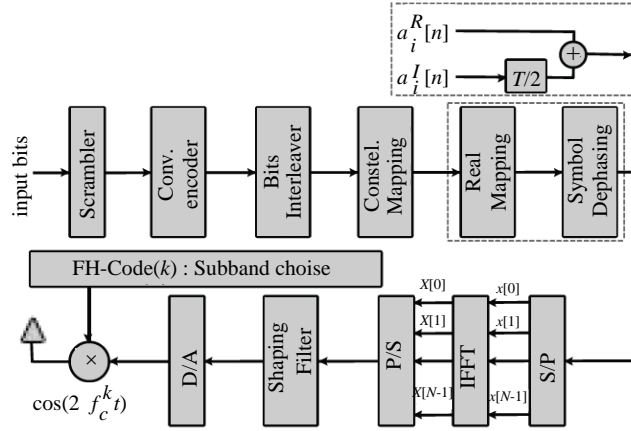 a_i^R[n]
a_i^I[n]
T/2
+
input bits
Scrambler
Conv.
encoder
Bits
Interleaver
Constel.
Mapping
Real
Mapping
Symbol
Dephasing
FH-Code(k) : Subband choise
×
cos(2 f_c^k t)
D/A
Shaping
Filter
P/S
X[0]
X[1]
X[N-1]
IFFT
x[0]
x[1]
x[N-1]
S/P